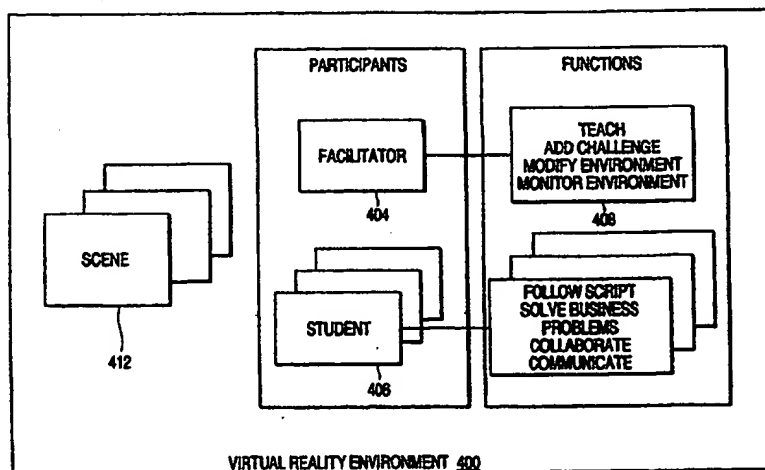 PARTICIPANTS
FUNCTIONS
SCENE
412
FACILITATOR
404
TEACH
ADD CHALLENGE
MODIFY ENVIRONMENT
MONITOR ENVIRONMENT
408
STUDENT
406
FOLLOW SCRIPT
SOLVE BUSINESS
PROBLEMS
COLLABORATE
COMMUNICATE
VIRTUAL REALITY ENVIRONMENT 400